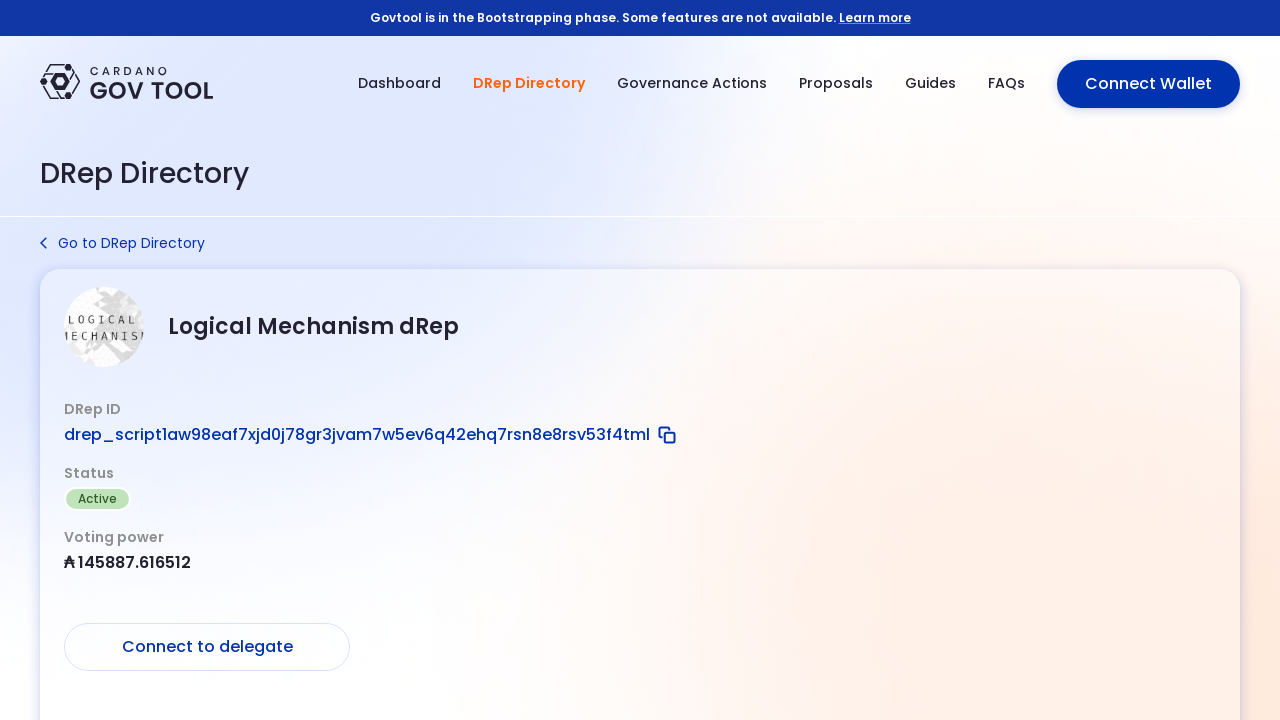 Govtool is in the Bootstrapping phase. Some features are not available. Learn more
CARDANO
GOV TOOL
Dashboard
DRep Directory
Governance Actions
Proposals
Guides
FAQs
Connect Wallet
DRep Directory
Go to DRep Directory
LOGICAL
MECHANISM
Logical Mechanism dRep
DRep ID
drep_script1aw98eaf7xjd0j78gr3jvam7w5ev6q42ehq7rsn8e8rsv53f4tml
Status
Active
Voting power
₳ 145887.616512
Connect to delegate